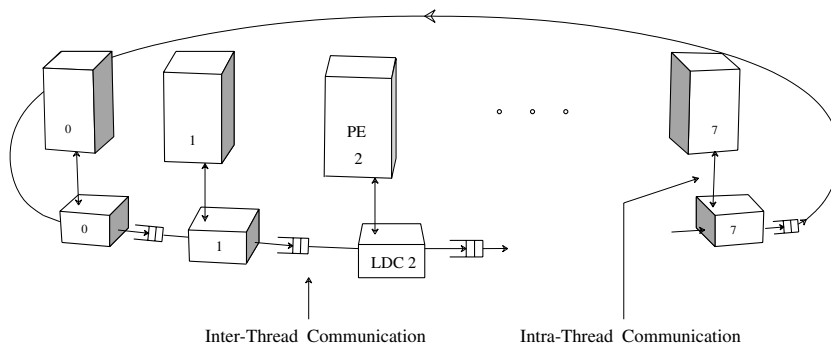 0
1
PE
2
7
0
1
LDC 2
7
Inter-Thread Communication
Intra-Thread Communication